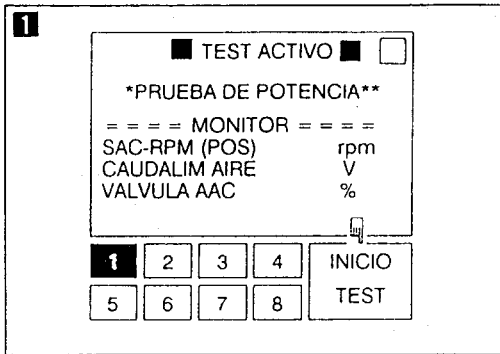 1
■ TEST ACTIVO ■ □
*PRUEBA DE POTENCIA**
= = = = MONITOR = = = =
SAC-RPM (POS) rpm
CAUDALIM AIRE V
VALVULA AAC %
1 2 3 4 INICIO
5 6 7 8 TEST